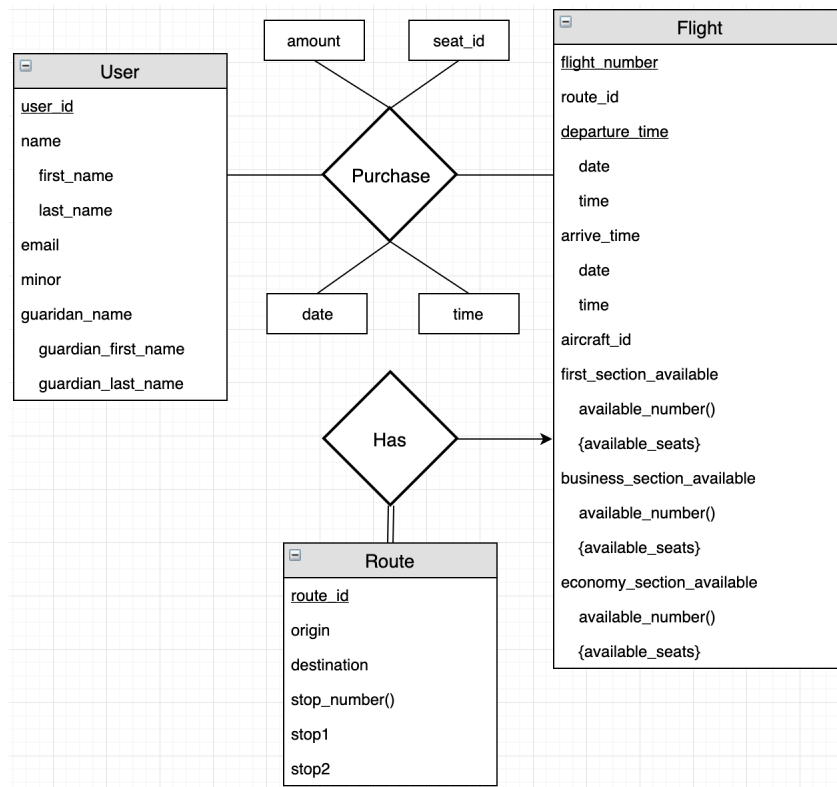 User
user_id
name
first_name
last_name
email
minor
guaridan_name
guardian_first_name
guardian_last_name
amount
seat_id
Purchase
date
time
Flight
flight_number
route_id
departure_time
date
time
arrive_time
date
time
aircraft_id
first_section_available
available_number()
{available_seats}
business_section_available
available_number()
{available_seats}
economy_section_available
available_number()
{available_seats}
Has
Route
route_id
origin
destination
stop_number()
stop1
stop2